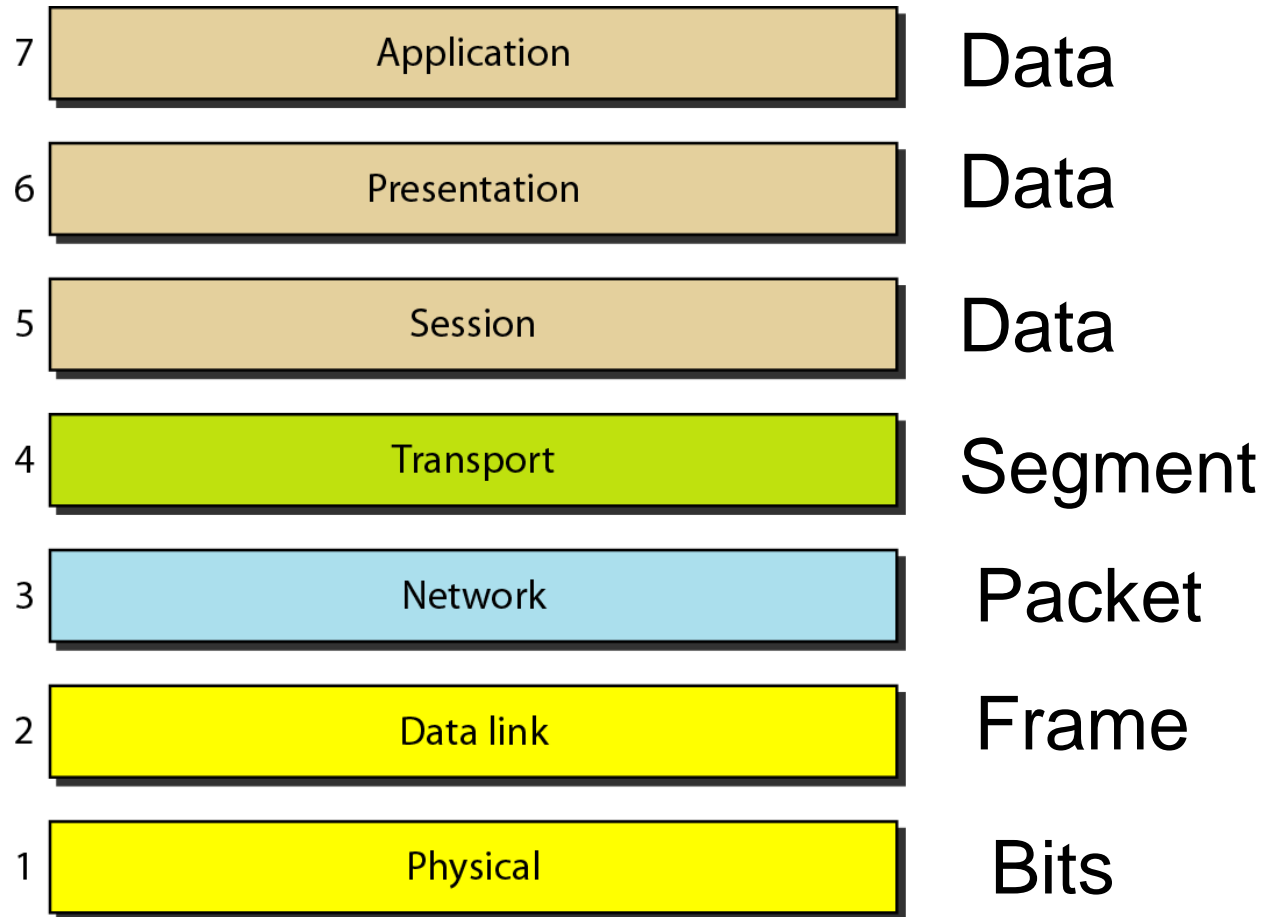 7 Application Data
6 Presentation Data
5 Session Data
4 Transport Segment
3 Network Packet
2 Data link Frame
1 Physical Bits